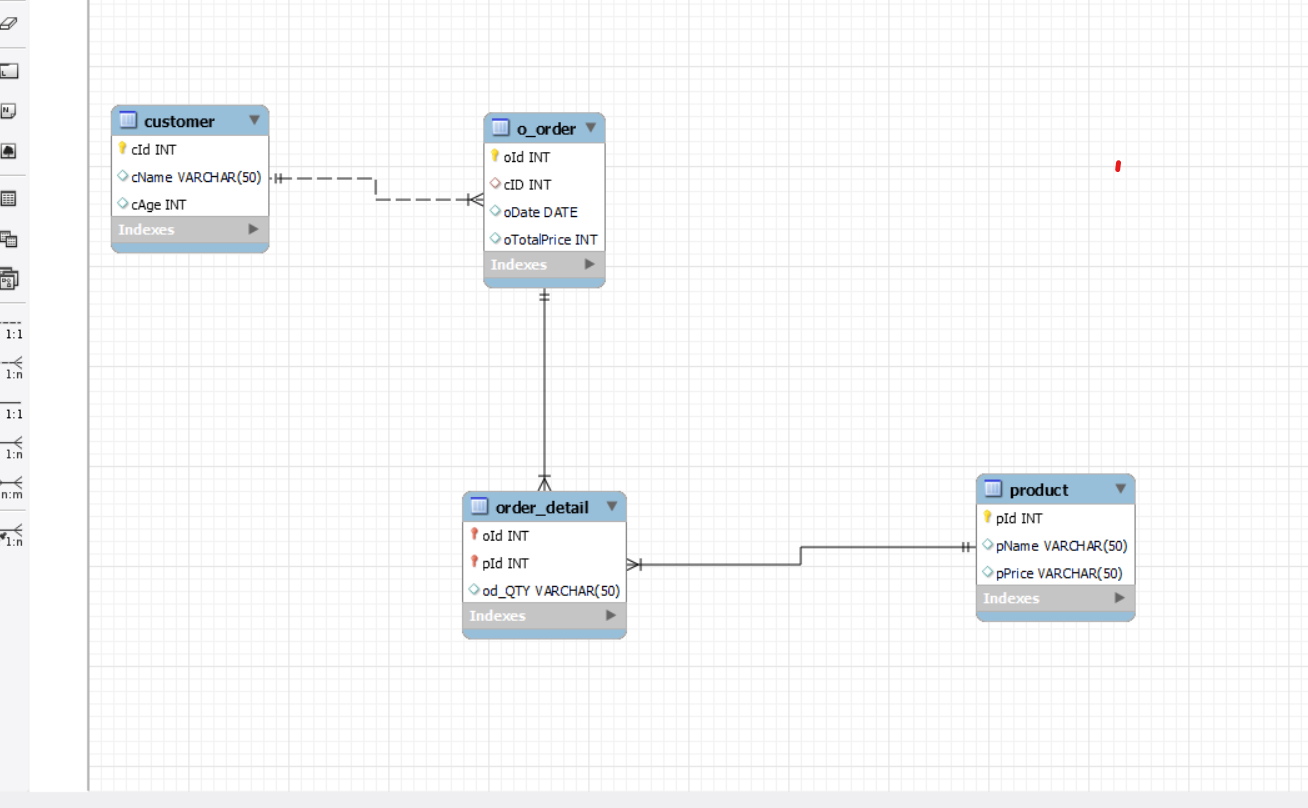 1:1
1:n
1:1
1:n
n:m
1:n
customer
cId INT
cName VARCHAR(50)
cAge INT
Indexes
o_order
oId INT
cID INT
oDate DATE
oTotalPrice INT
Indexes
order_detail
oId INT
pId INT
od_QTY VARCHAR(50)
Indexes
product
pId INT
pName VARCHAR(50)
pPrice VARCHAR(50)
Indexes